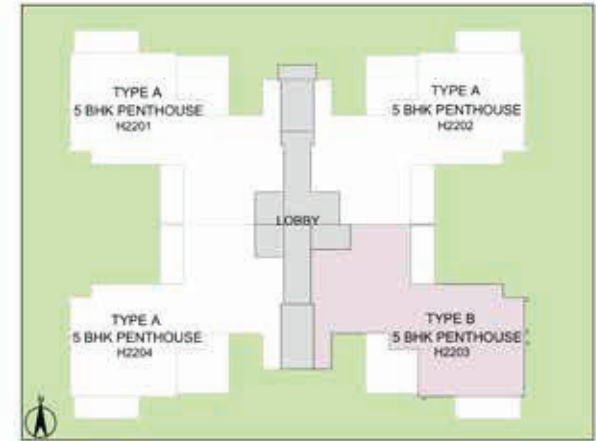 TYPE A
5 BHK PENTHOUSE
H2201
TYPE A
5 BHK PENTHOUSE
H2202
LOBBY
TYPE A
5 BHK PENTHOUSE
H2204
TYPE B
5 BHK PENTHOUSE
H2203